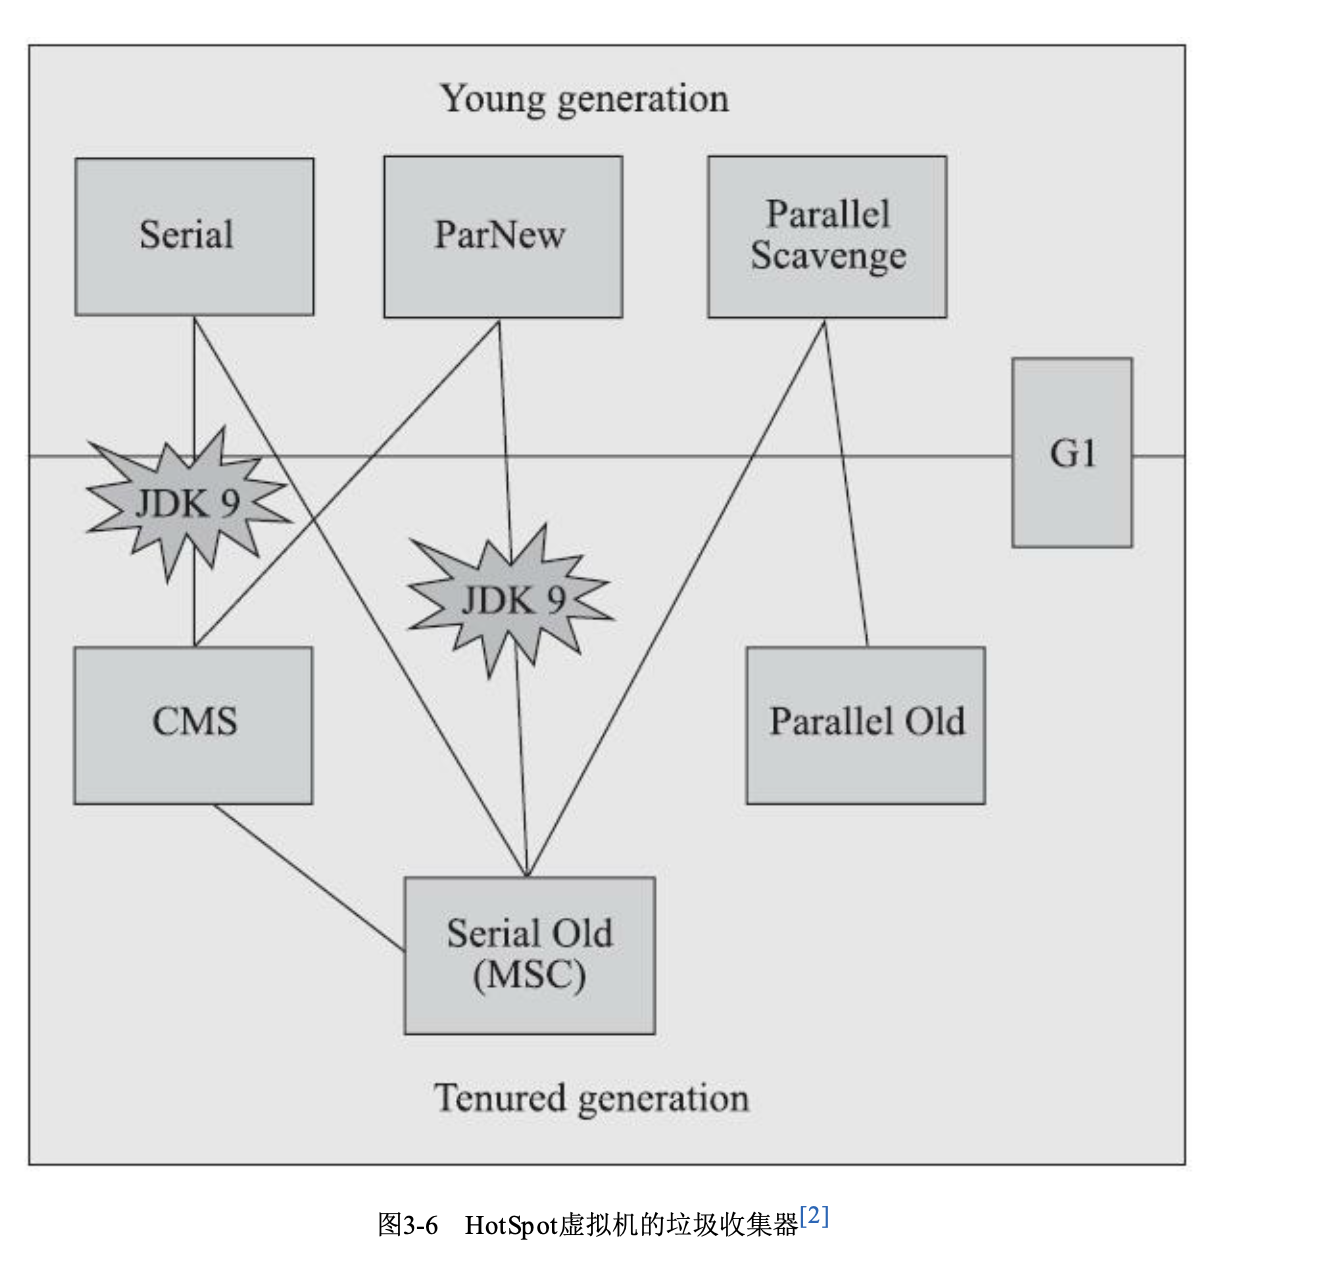 Young generation
Serial
ParNew
Parallel
Scavenge
G1
JDK 9
JDK 9
CMS
Parallel Old
Serial Old
(MSC)
Tenured generation
图3-6 HotSpot虚拟机的垃圾收集器[2]